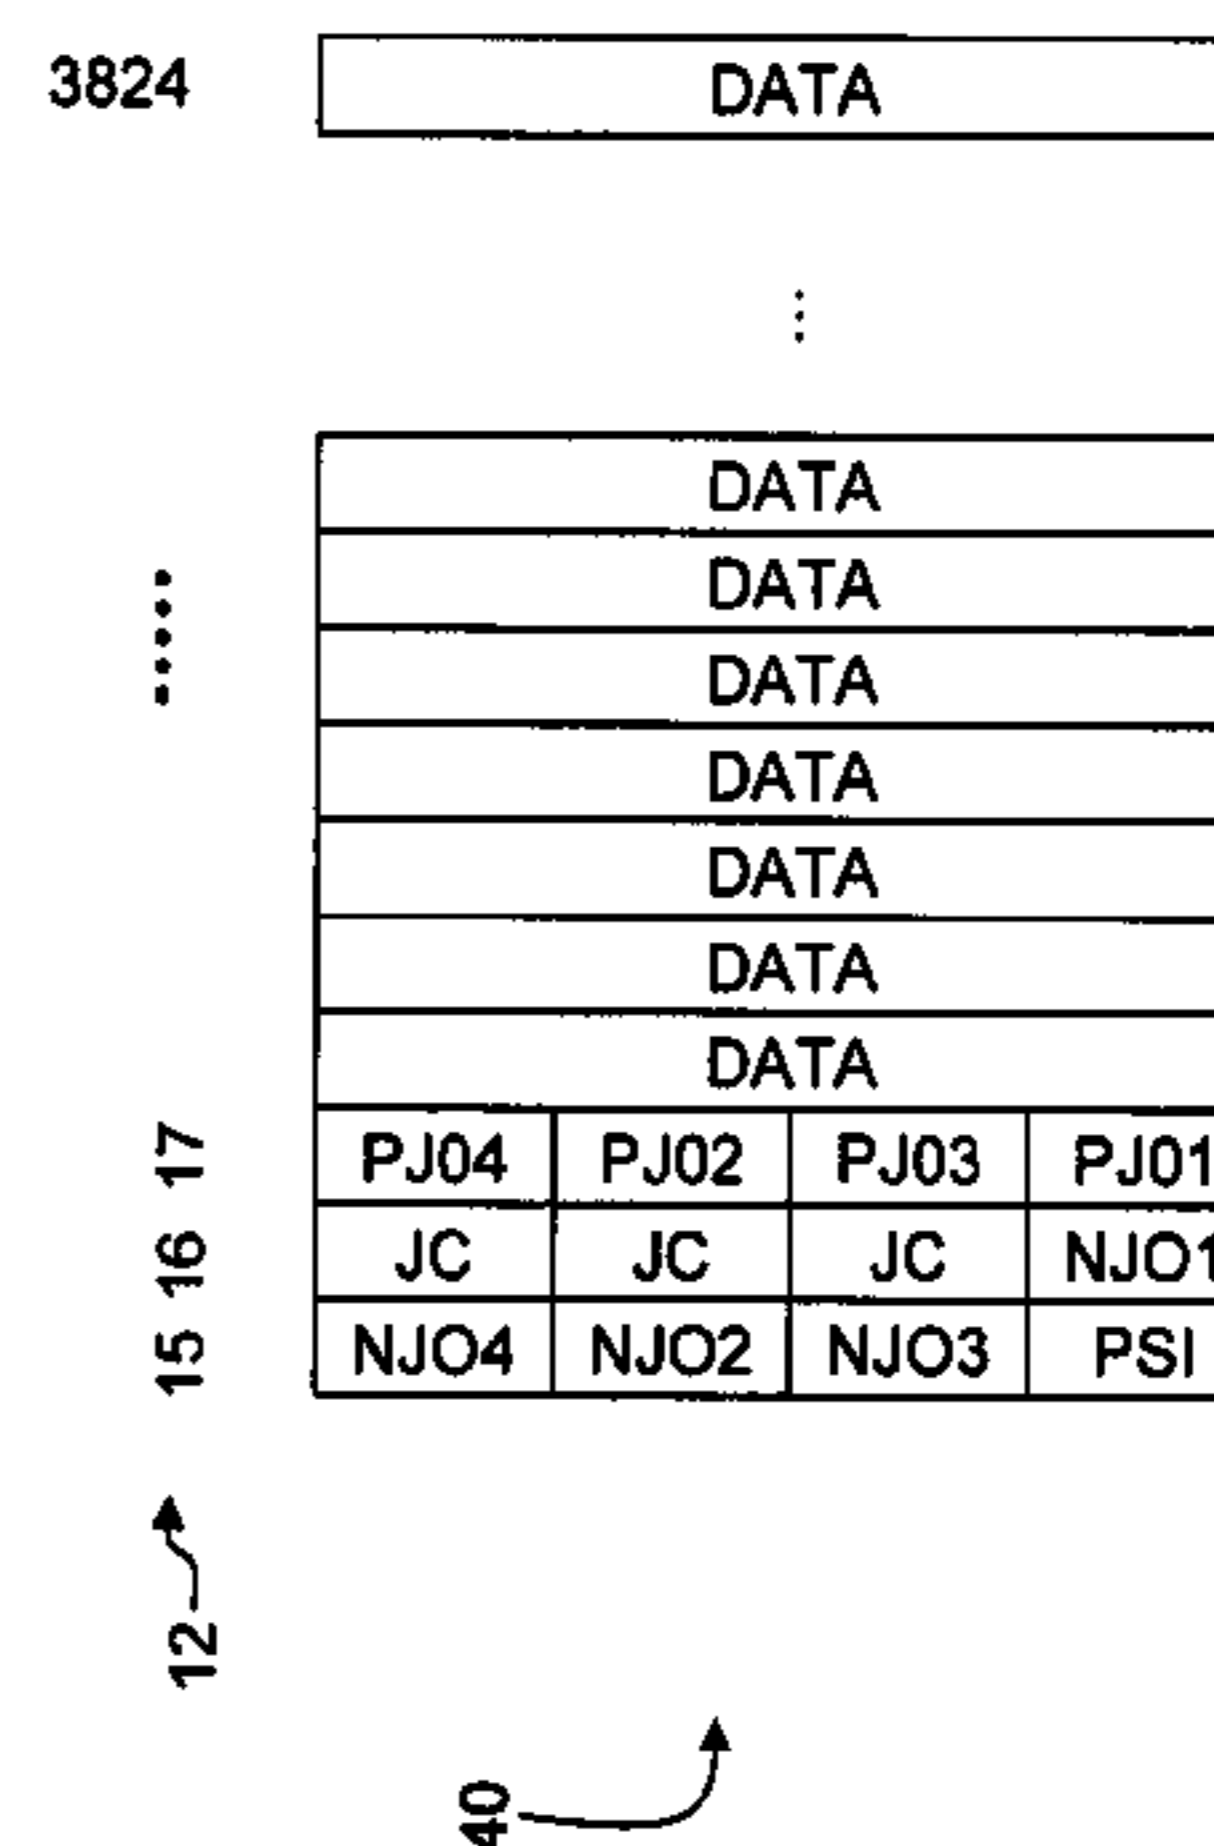 3824
DATA
DATA
DATA
DATA
DATA
DATA
DATA
DATA
17
PJ04 PJ02 PJ03 PJ01
16
JC JC JC NJO1
15
NJO4 NJO2 NJO3 PSI
12
40